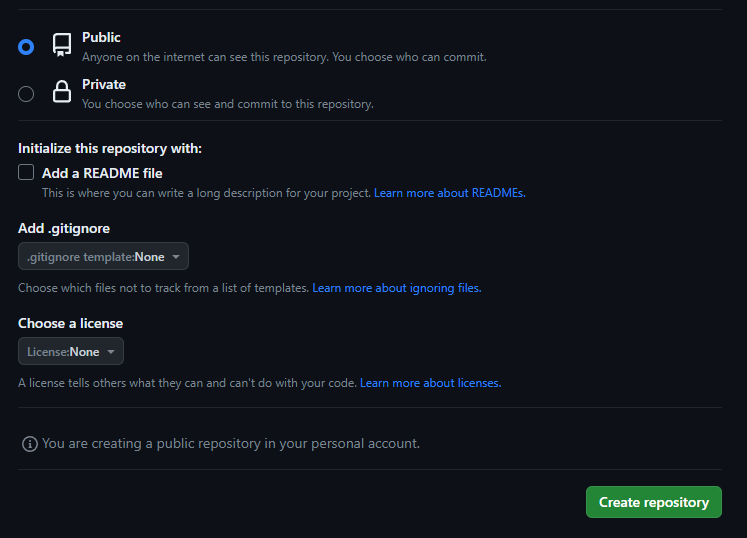 Public
Anyone on the internet can see this repository. You choose who can commit.
Private
You choose who can see and commit to this repository.
Initialize this repository with:
Add a README file
This is where you can write a long description for your project. Learn more about READMEs.
Add .gitignore
.gitignore template:None
Choose which files not to track from a list of templates. Learn more about ignoring files.
Choose a license
License:None
A license tells others what they can and can't do with your code. Learn more about licenses.
You are creating a public repository in your personal account.
Create repository